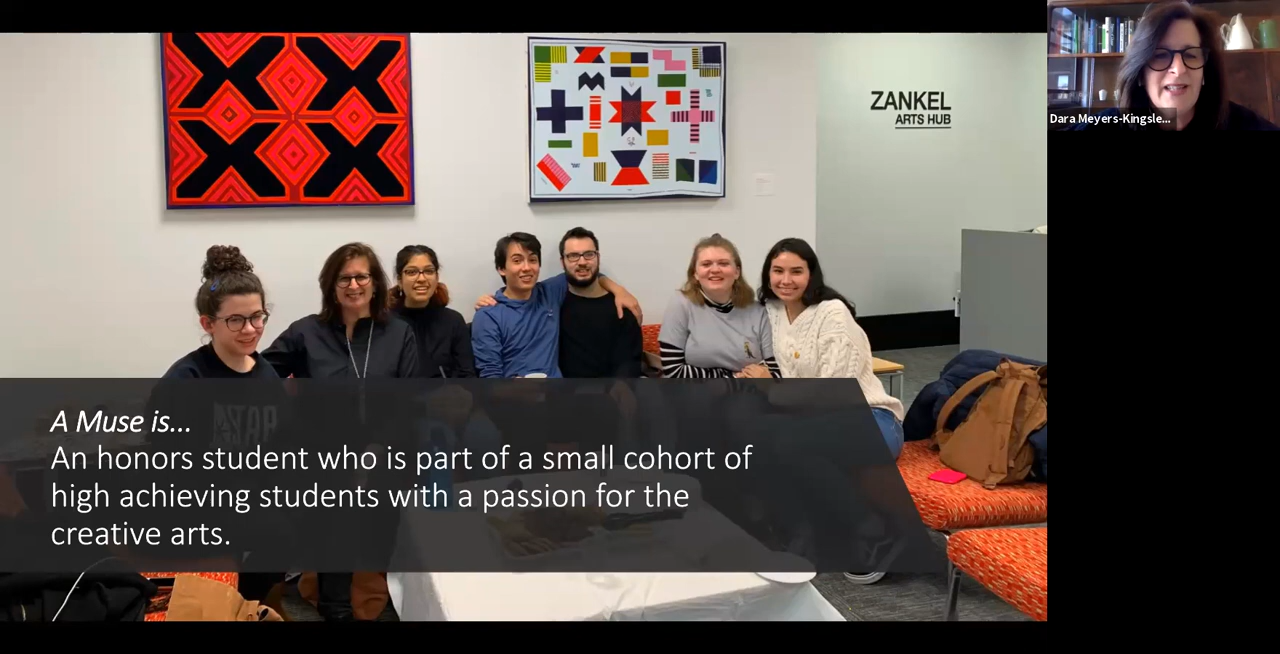 ZANKEL
ARTS HUB
Dara Meyers-Kingsle...
A Muse is...
An honors student who is part of a small cohort of
high achieving students with a passion for the
creative arts.